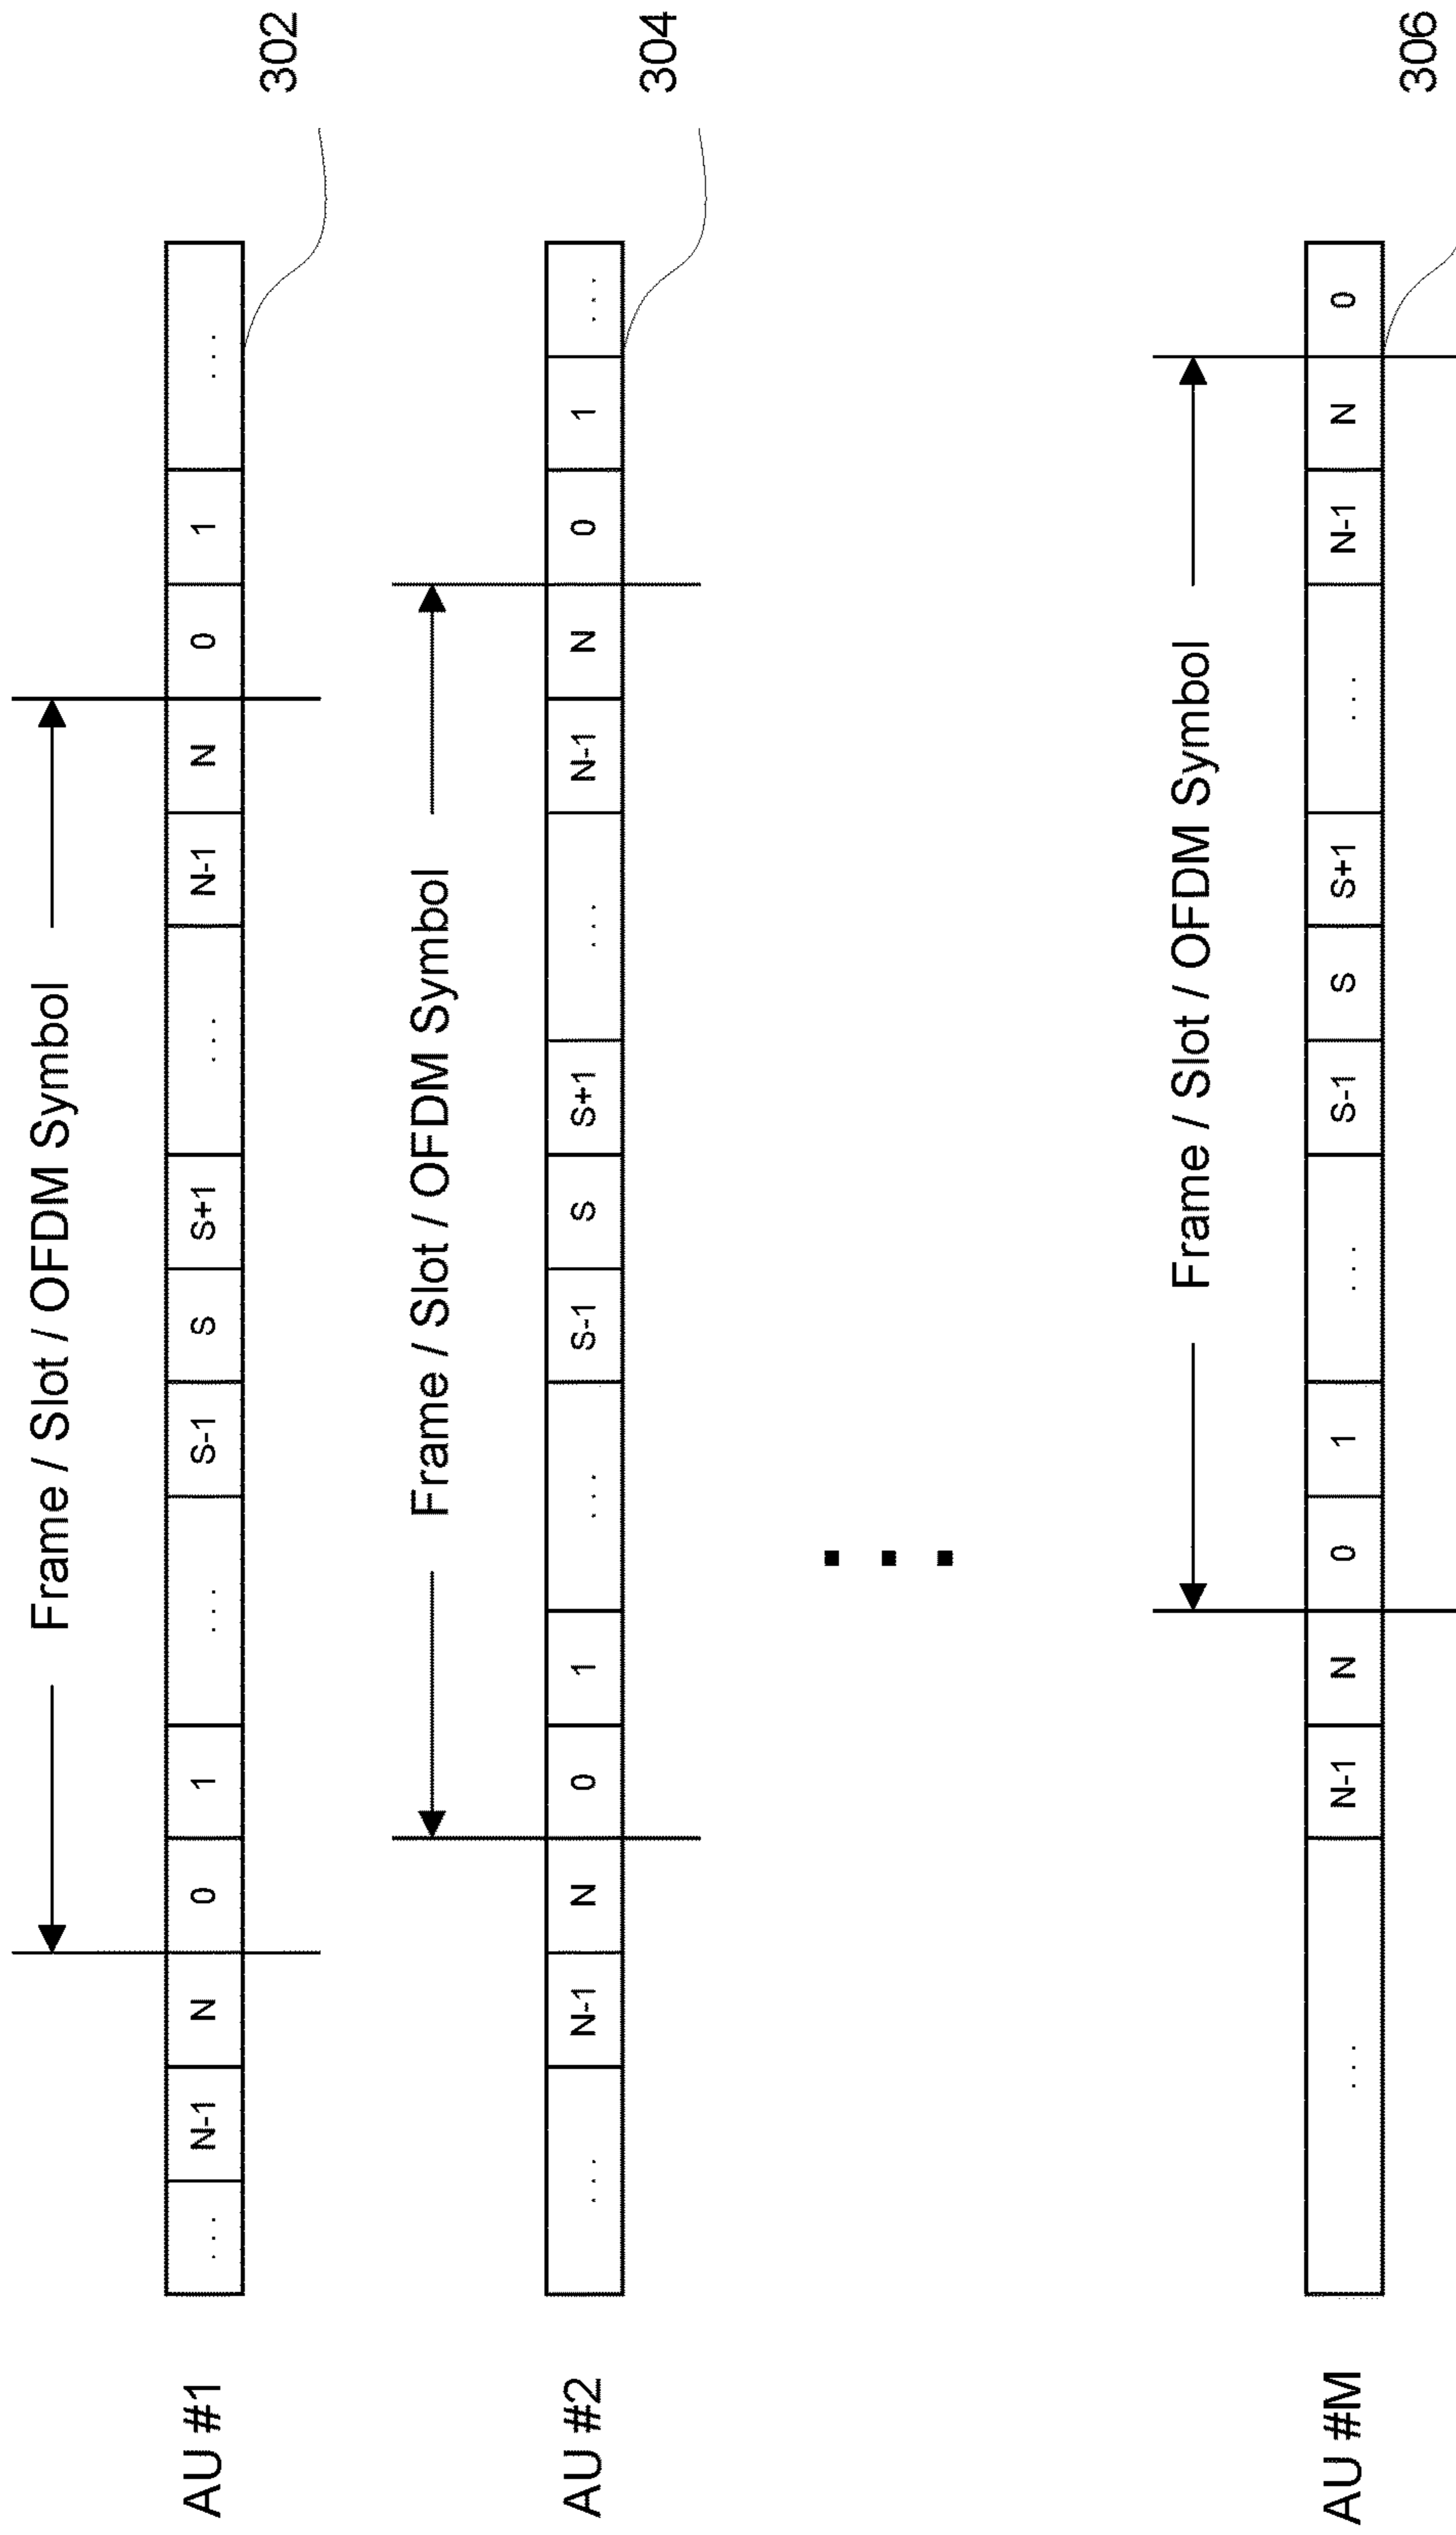 Frame / Slot / OFDM Symbol
AU #1
... N-1 N 0 1 ... S-1 S S+1 ... N-1 N 0 1 ...
302
Frame / Slot / OFDM Symbol
AU #2
... N-1 N 0 1 ... S-1 S S+1 ... N-1 N 0 1 ...
304
Frame / Slot / OFDM Symbol
AU #M
... N-1 N 0 1 ... S-1 S S+1 ... N-1 N 0
306